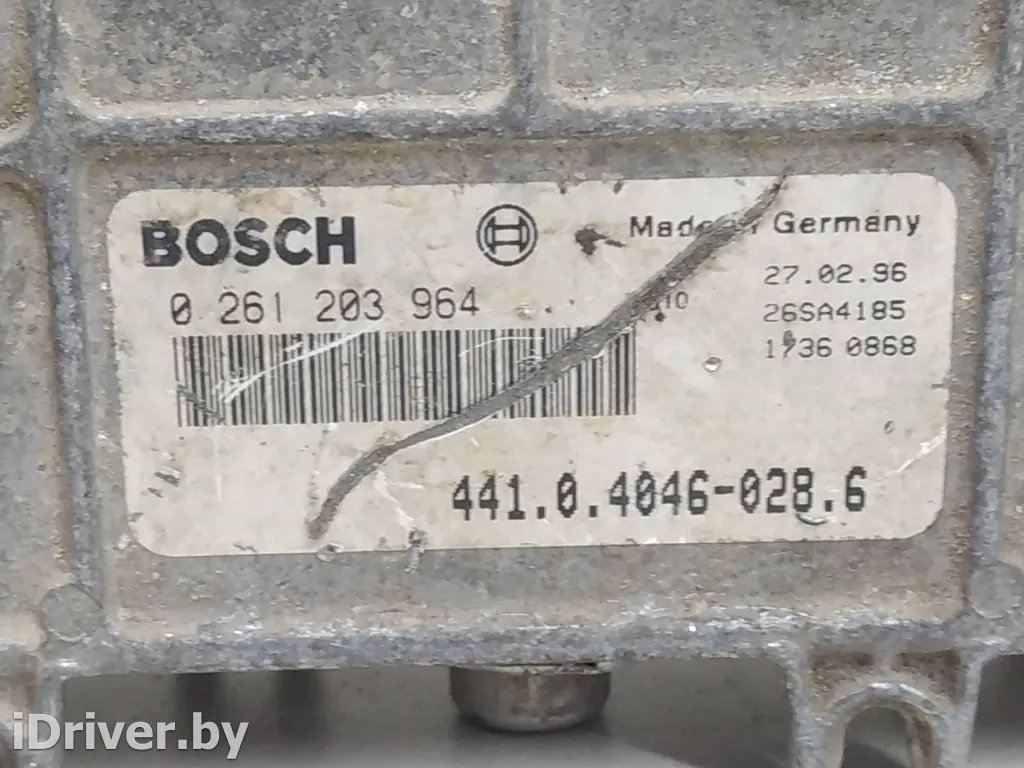 BOSCH
Made in Germany
27.02.96
0 261 203 964
26SA4185
1736 0868
441.0.4046-028.6
iDriver.by